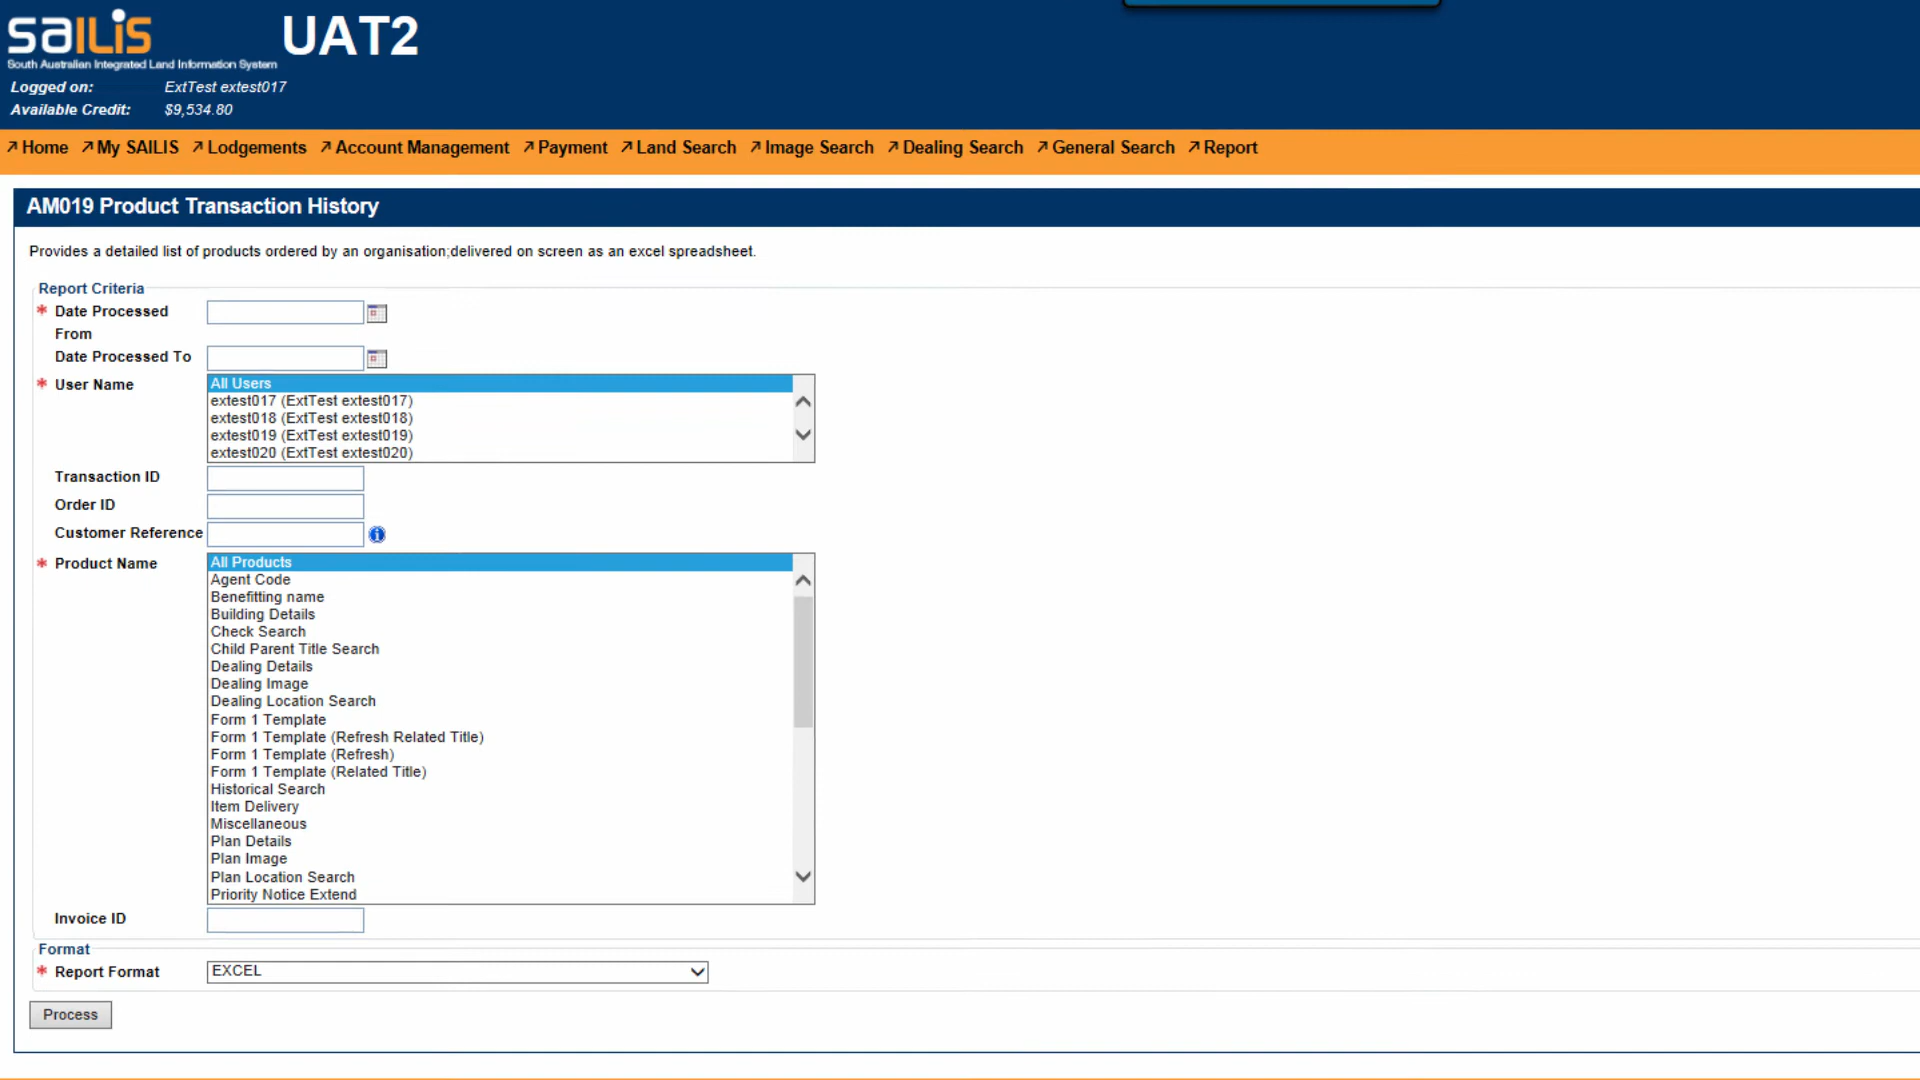 saiLis UAT2
South Australian Integrated Land Information System
Logged on: ExtTest extest017
Available Credit: $9,534.80
Home My SAILIS Lodgements Account Management Payment Land Search Image Search Dealing Search General Search Report
AM019 Product Transaction History
Provides a detailed list of products ordered by an organisation;delivered on screen as an excel spreadsheet.
Report Criteria
* Date Processed
From
Date Processed To
* User Name
All Users
extest017 (ExtTest extest017)
extest018 (ExtTest extest018)
extest019 (ExtTest extest019)
extest020 (ExtTest extest020)
Transaction ID
Order ID
Customer Reference
* Product Name
All Products
Agent Code
Benefitting name
Building Details
Check Search
Child Parent Title Search
Dealing Details
Dealing Image
Dealing Location Search
Form 1 Template
Form 1 Template (Refresh Related Title)
Form 1 Template (Refresh)
Form 1 Template (Related Title)
Historical Search
Item Delivery
Miscellaneous
Plan Details
Plan Image
Plan Location Search
Priority Notice Extend
Invoice ID
Format
* Report Format EXCEL
Process